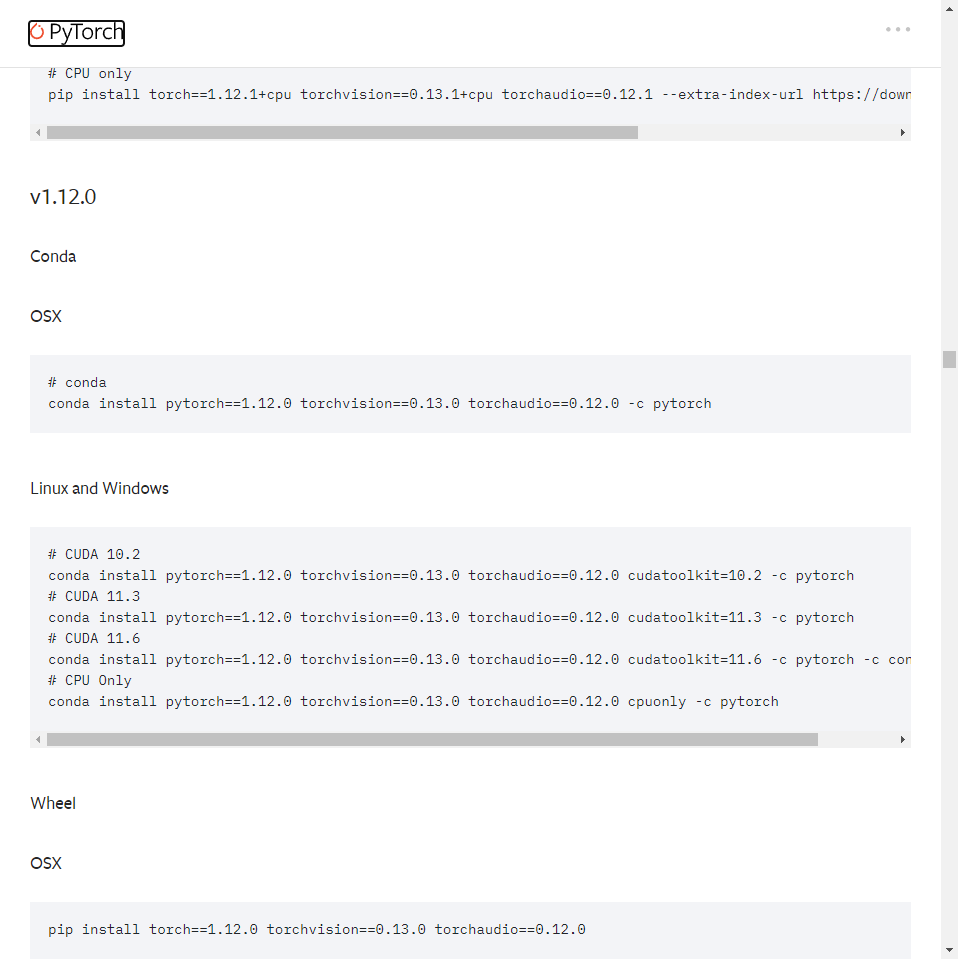 PyTorch
# CPU only
pip install torch==1.12.1+cpu torchvision==0.13.1+cpu torchaudio==0.12.1 --extra-index-url https://down
v1.12.0
Conda
OSX
# conda
conda install pytorch==1.12.0 torchvision==0.13.0 torchaudio==0.12.0 -c pytorch
Linux and Windows
# CUDA 10.2
conda install pytorch==1.12.0 torchvision==0.13.0 torchaudio==0.12.0 cudatoolkit=10.2 -c pytorch
# CUDA 11.3
conda install pytorch==1.12.0 torchvision==0.13.0 torchaudio==0.12.0 cudatoolkit=11.3 -c pytorch
# CUDA 11.6
conda install pytorch==1.12.0 torchvision==0.13.0 torchaudio==0.12.0 cudatoolkit=11.6 -c pytorch -c con
# CPU Only
conda install pytorch==1.12.0 torchvision==0.13.0 torchaudio==0.12.0 cpuonly -c pytorch
Wheel
OSX
pip install torch==1.12.0 torchvision==0.13.0 torchaudio==0.12.0